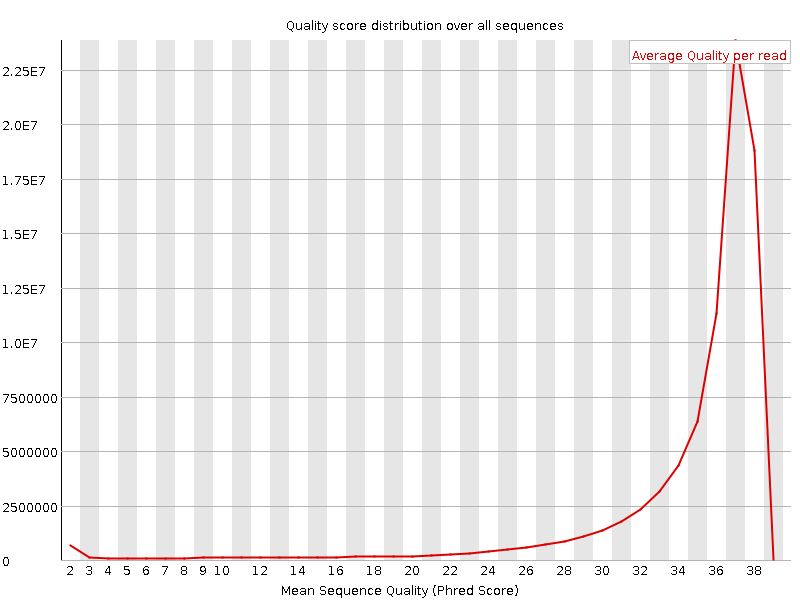 Quality score distribution over all sequences
Average Quality per read
2.25E7
2.0E7
1.75E7
1.5E7
1.25E7
1.0E7
7500000
5000000
2500000
0
2 3 4 5 6 7 8 9 10 12 14 16 18 20 22 24 26 28 30 32 34 36 38
Mean Sequence Quality (Phred Score)